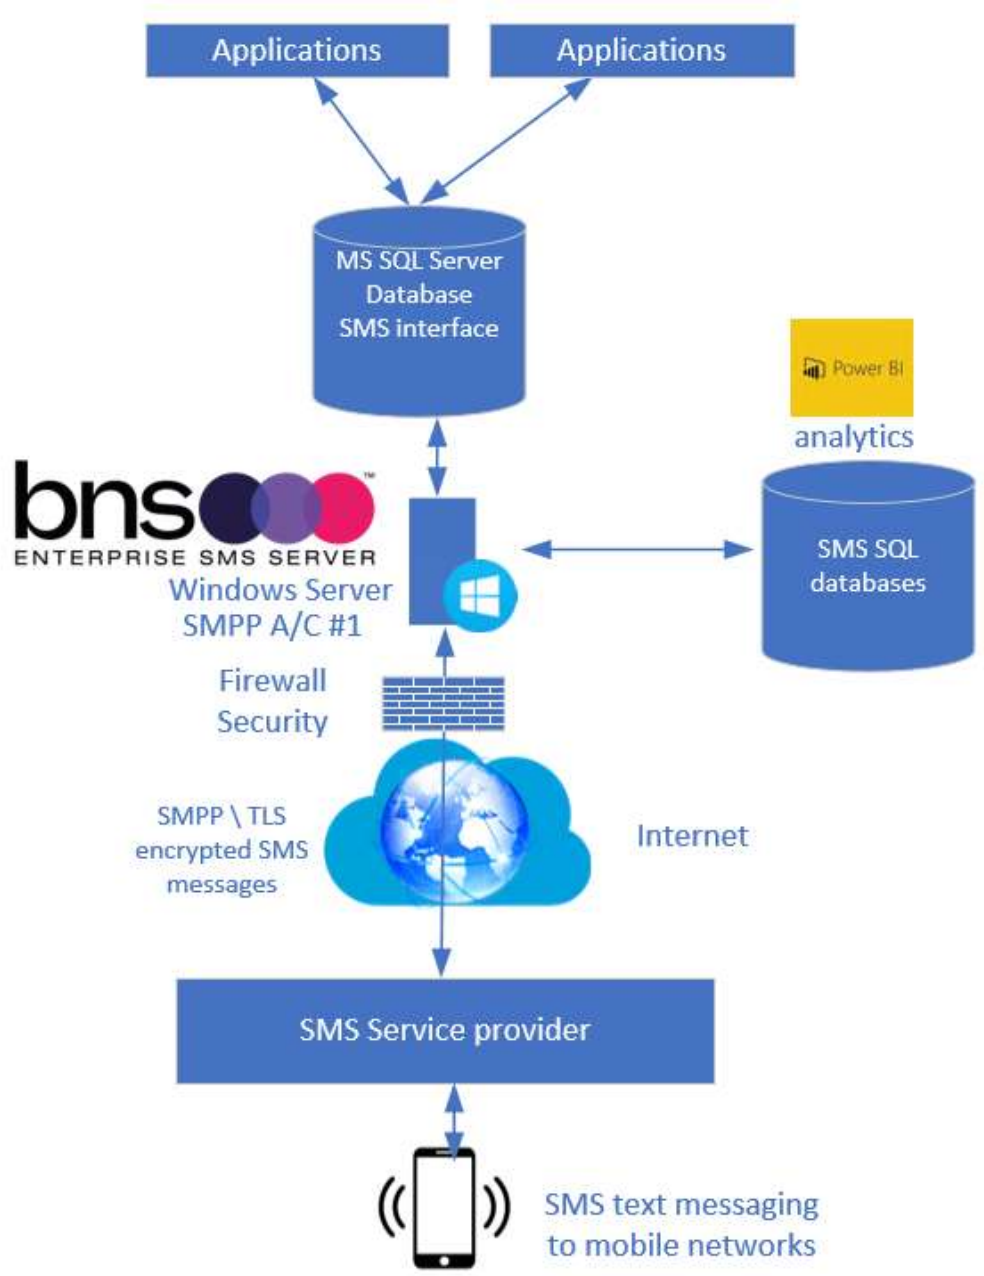 Applications
Applications
MS SQL Server
Database
SMS interface
Power BI
analytics
bns™
ENTERPRISE SMS SERVER
SMS SQL
databases
Windows Server
SMPP A/C #1
Firewall
Security
SMPP \ TLS
encrypted SMS
messages
Internet
SMS Service provider
SMS text messaging
to mobile networks